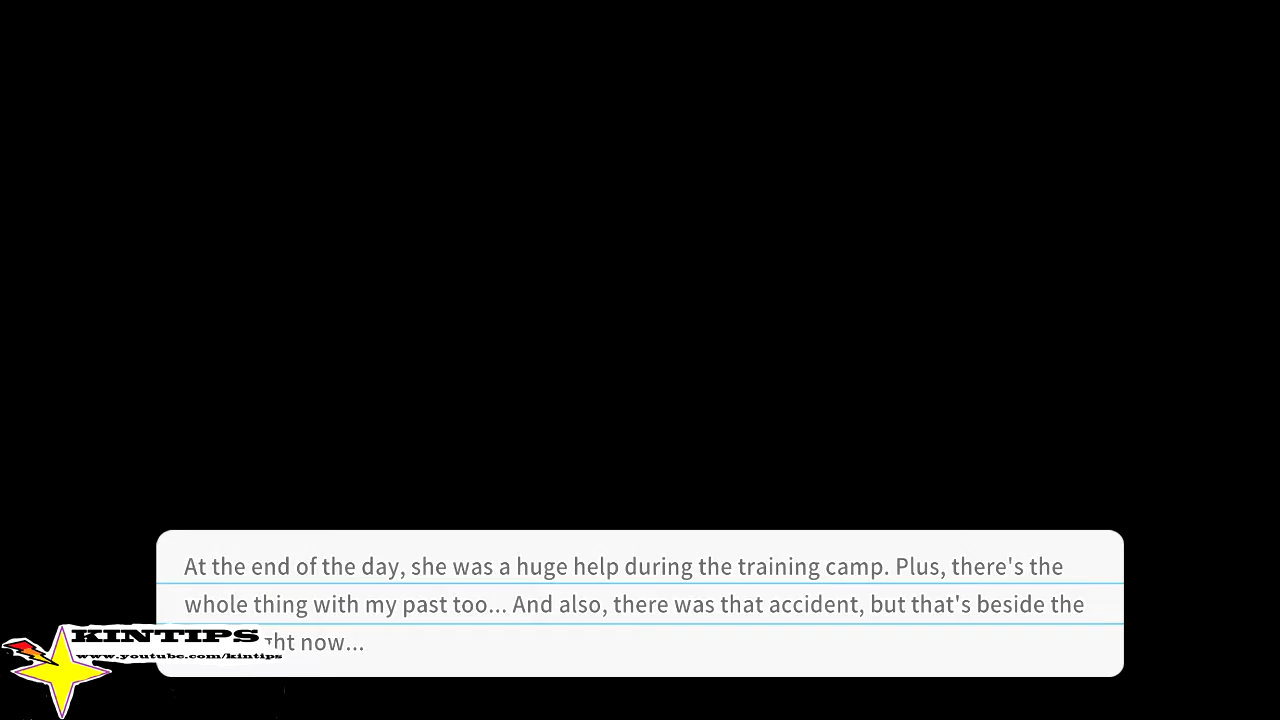 At the end of the day, she was a huge help during the training camp. Plus, there's the
whole thing with my past too... And also, there was that accident, but that's beside the
now...
KINTIPS
www.youtube.com/kintips